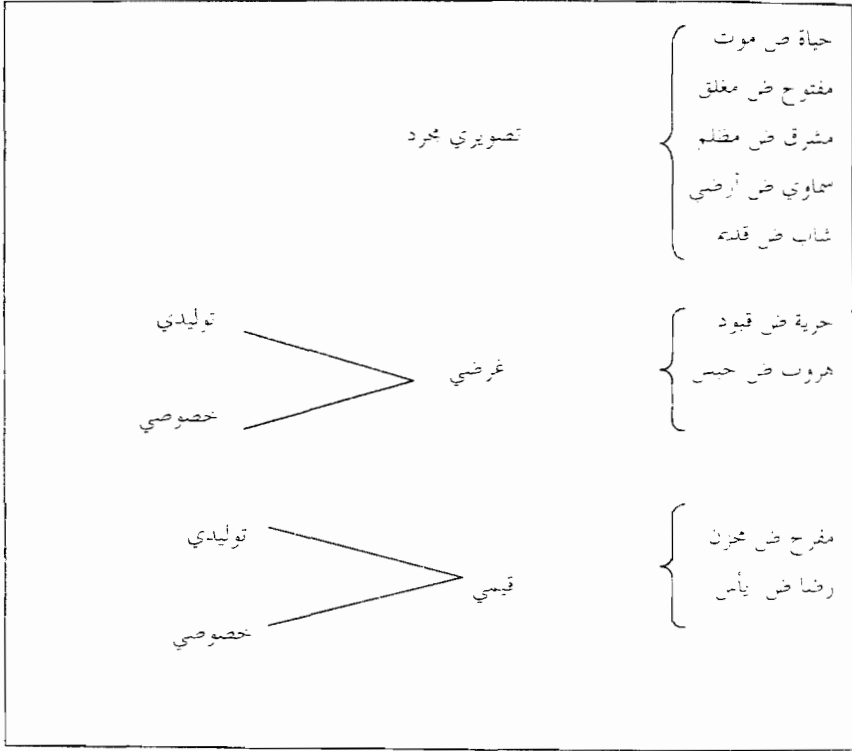 حياة ض موت
مفتوح ض مغلق
مشرق ض مظلم
سماوي ض أرضي
شاب ض قديم
تصويري مجرد
حرية ض قيود
هروب ض حبس
غرضي
توليدي
خصوصي
مفرح ض محزن
رضا ض يأس
قيمي
توليدي
خصوصي